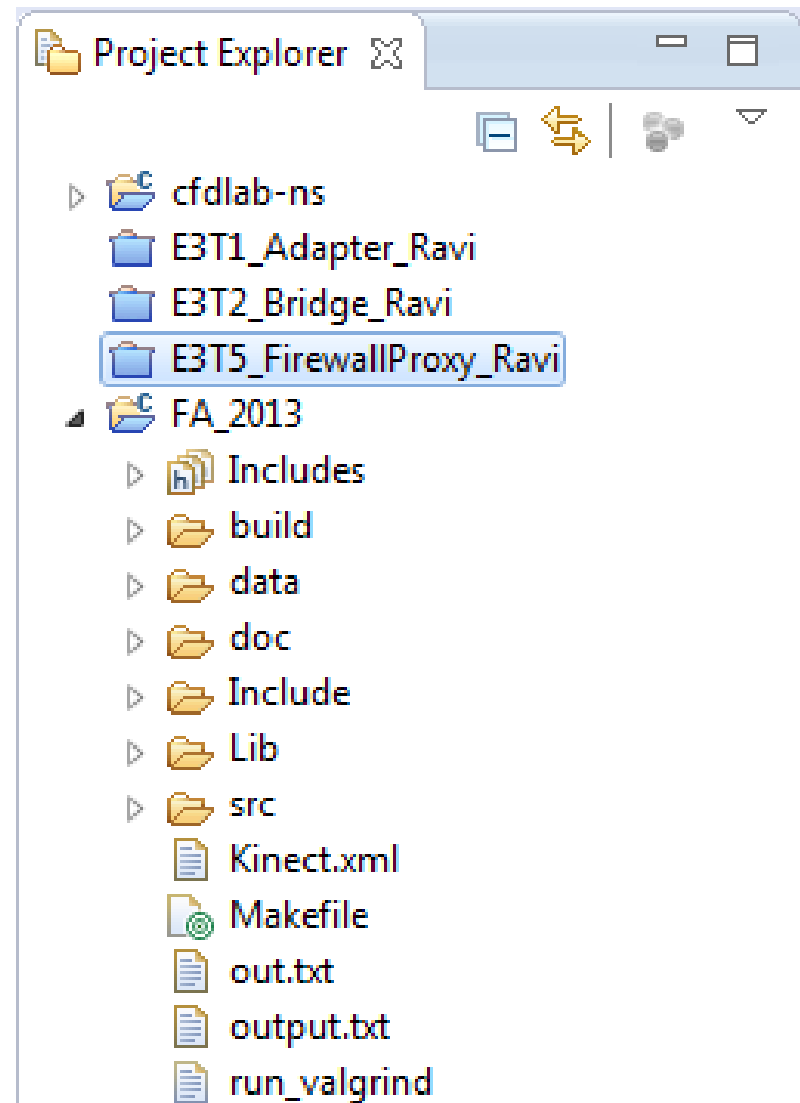 Project Explorer
cfdlab-ns
E3T1_Adapter_Ravi
E3T2_Bridge_Ravi
E3T5_FirewallProxy_Ravi
FA_2013
Includes
build
data
doc
Include
Lib
src
Kinect.xml
Makefile
out.txt
output.txt
run_valgrind